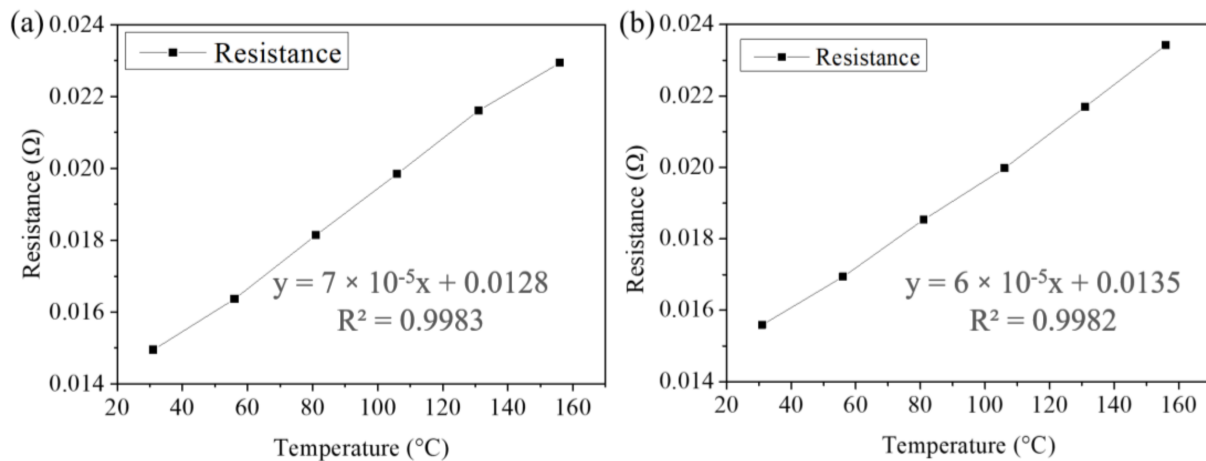 (a)
Resistance
Resistance (Ω)
0.024
0.022
0.020
0.018
0.016
0.014
y = 7 × 10⁻⁵x + 0.0128
R² = 0.9983
20 40 60 80 100 120 140 160
Temperature (°C)
(b)
Resistance
Resistance (Ω)
0.024
0.022
0.020
0.018
0.016
0.014
y = 6 × 10⁻⁵x + 0.0135
R² = 0.9982
20 40 60 80 100 120 140 160
Temperature (°C)